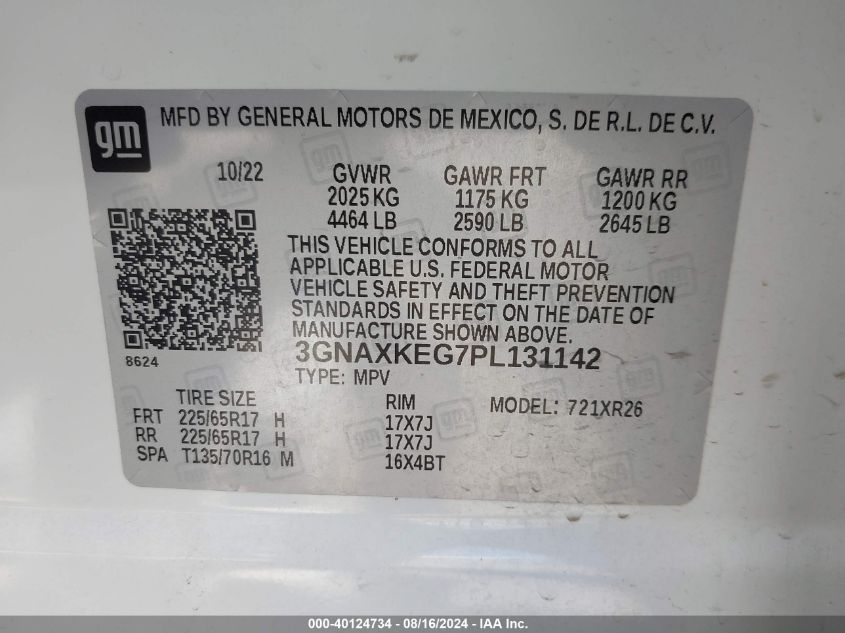 gm
MFD BY GENERAL MOTORS DE MEXICO, S. DE R.L. DE C.V.
10/22 GVWR GAWR FRT GAWR RR
2025 KG 1175 KG 1200 KG
4464 LB 2590 LB 2645 LB
THIS VEHICLE CONFORMS TO ALL
APPLICABLE U.S. FEDERAL MOTOR
VEHICLE SAFETY AND THEFT PREVENTION
STANDARDS IN EFFECT ON THE DATE OF
MANUFACTURE SHOWN ABOVE.
8624 3GNAXKEG7PL131142
TYPE: MPV
TIRE SIZE RIM MODEL: 721XR26
FRT 225/65R17 H 17X7J
RR 225/65R17 H 17X7J
SPA T135/70R16 M 16X4BT
000-40124734 - 08/16/2024 - IAA Inc.